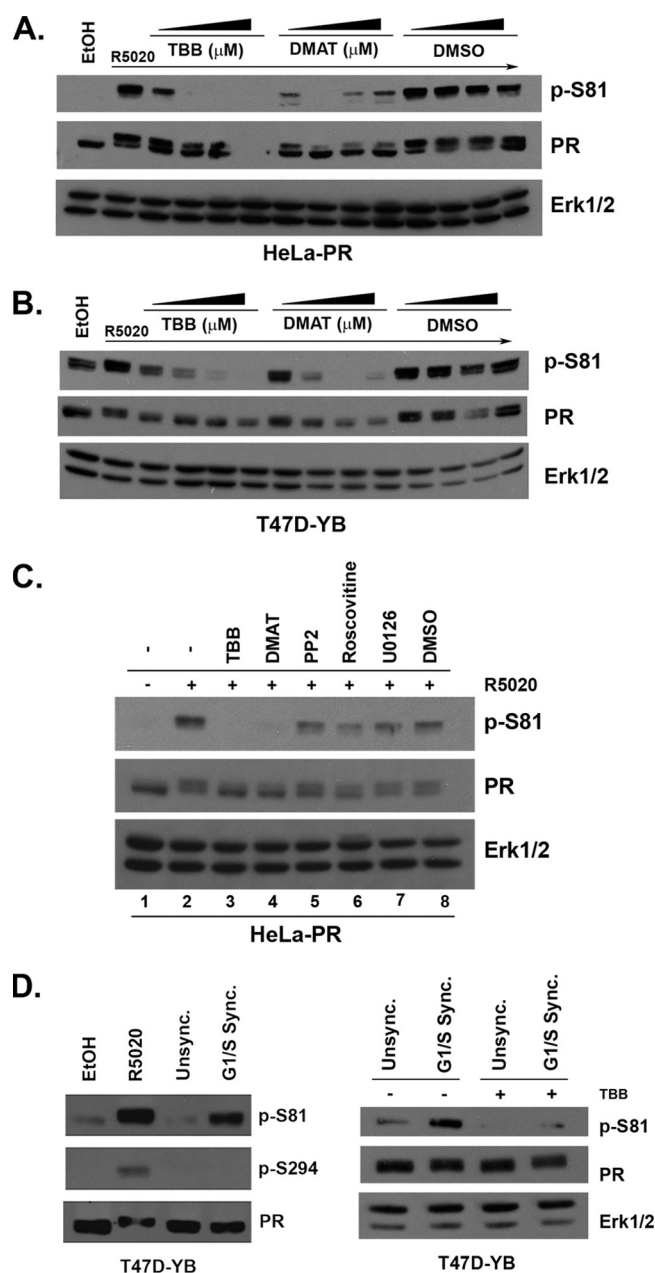 A.
EtOH
R5020
TBB (μM)
DMAT (μM)
DMSO
p-S81
PR
Erk1/2
HeLa-PR
B.
EtOH
R5020
TBB (μM)
DMAT (μM)
DMSO
p-S81
PR
Erk1/2
T47D-YB
C.
- - TBB DMAT PP2 Roscovitine U0126 DMSO
- + + + + + + + R5020
p-S81
PR
Erk1/2
1 2 3 4 5 6 7 8
HeLa-PR
D.
EtOH R5020 Unsync. G1/S Sync.
p-S81
p-S294
PR
T47D-YB
Unsync. G1/S Sync. Unsync. G1/S Sync.
- - + + TBB
p-S81
PR
Erk1/2
T47D-YB